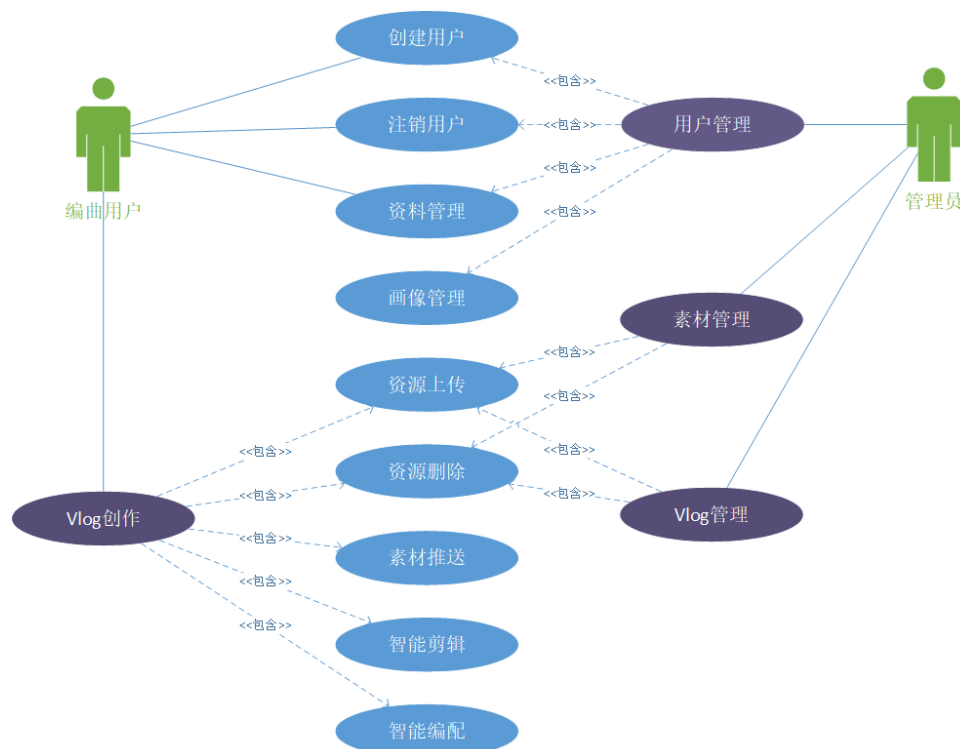 创建用户
<<包含>>
注销用户
<<包含>>
用户管理
<<包含>>
编曲用户
资料管理
<<包含>>
管理员
画像管理
素材管理
<<包含>>
资源上传
<<包含>>
<<包含>>
<<包含>>
资源删除
<<包含>>
<<包含>>
Vlog创作
Vlog管理
<<包含>>
素材推送
<<包含>>
智能剪辑
<<包含>>
智能编配